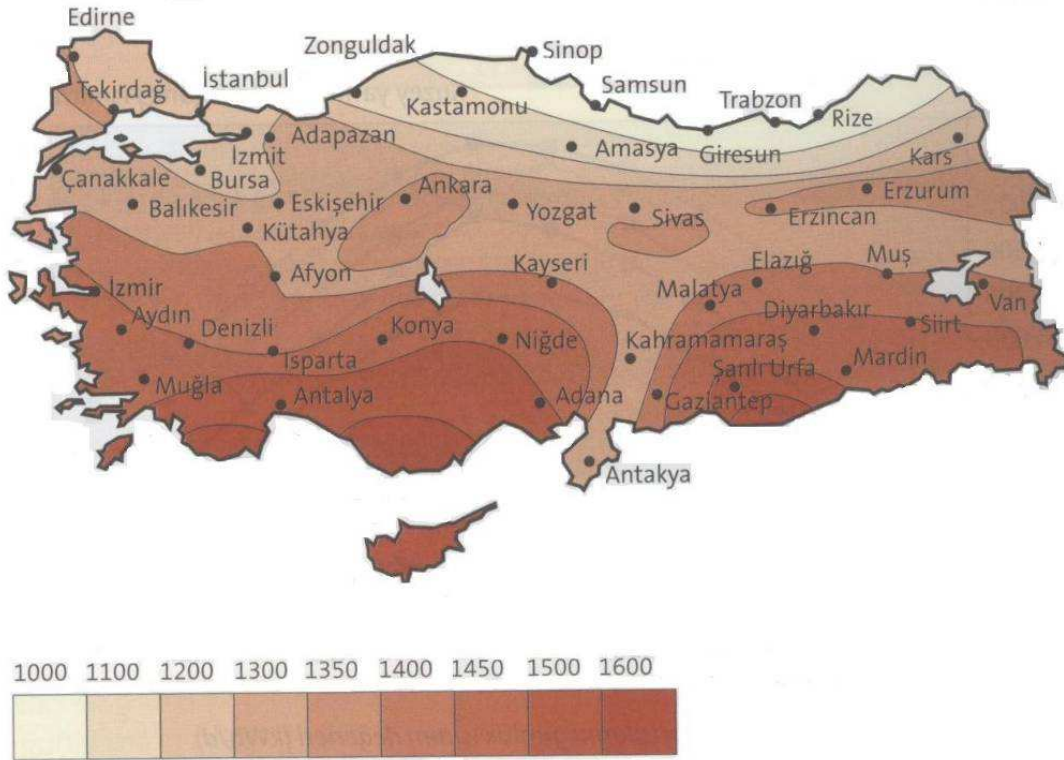 Edirne
Zonguldak
Sinop
İstanbul
Samsun
Tekirdağ
Kastamonu
Trabzon
Rize
Adapazan
Amasya
Giresun
Kars
İzmit
Çanakkale
Bursa
Ankara
Erzurum
Balıkesir
Eskişehir
Yozgat
Sivas
Erzincan
Kütahya
Afyon
Kayseri
Elazığ
Muş
İzmir
Malatya
Van
Aydın
Denizli
Konya
Diyarbakır
Siirt
Isparta
Niğde
Kahramamaraş
Mardin
Muğla
Antalya
Adana
Şanlı Urfa
Gaziantep
Antakya
1000 1100 1200 1300 1350 1400 1450 1500 1600